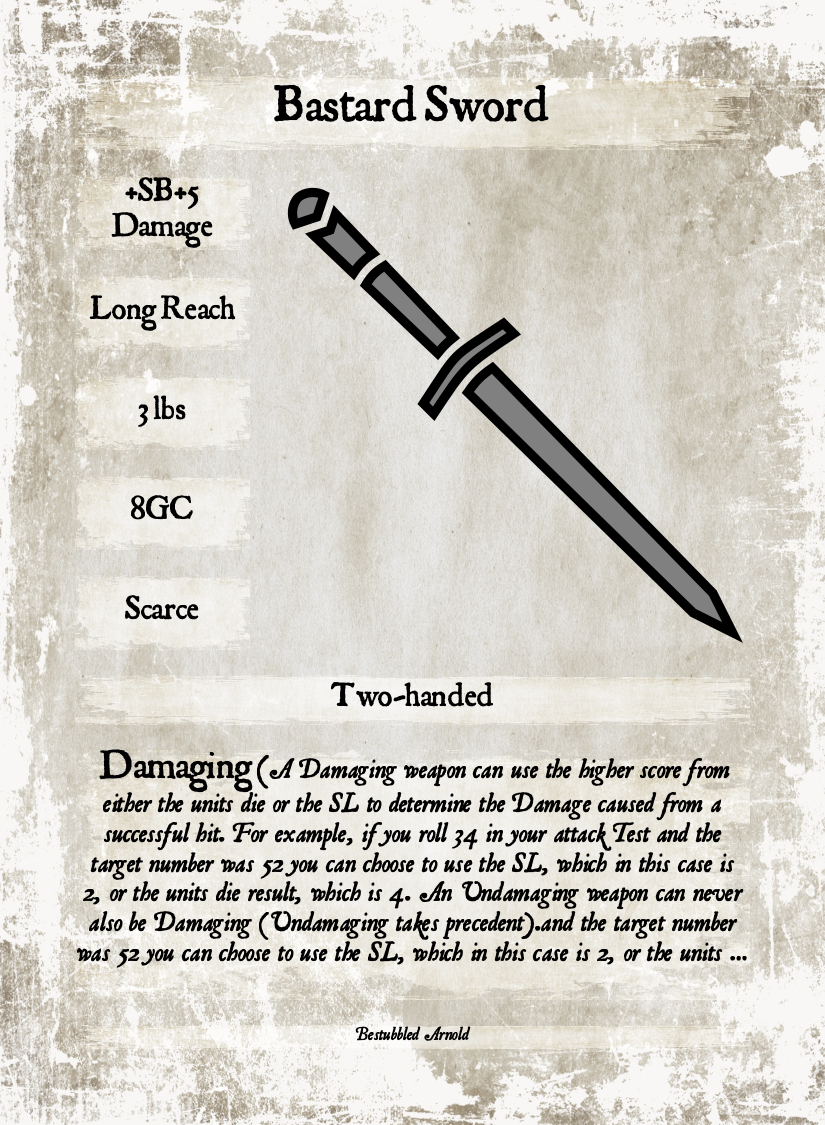 Bastard Sword
+SB+5
Damage
Long Reach
3 lbs
8GC
Scarce
Two-handed
Damaging (A Damaging weapon can use the higher score from
either the units die or the SL to determine the Damage caused from a
successful hit. For example, if you roll 34 in your attack Test and the
target number was 52 you can choose to use the SL, which in this case is
2, or the units die result, which is 4. An Undamaging weapon can never
also be Damaging (Undamaging takes precedent).and the target number
was 52 you can choose to use the SL, which in this case is 2, or the units ...
Bestubbled Arnold